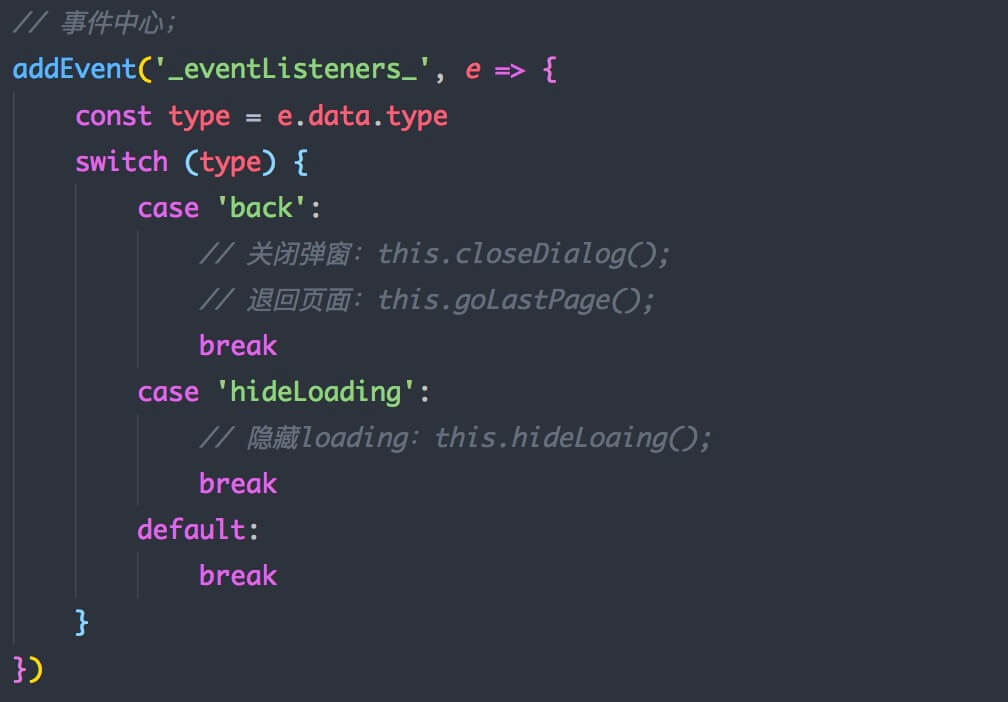 // 事件中心;
addEvent('_eventListeners_', e => {
    const type = e.data.type
    switch (type) {
        case 'back':
            // 关闭弹窗：this.closeDialog();
            // 退回页面：this.goLastPage();
            break
        case 'hideLoading':
            // 隐藏loading：this.hideLoaing();
            break
        default:
            break
    }
})